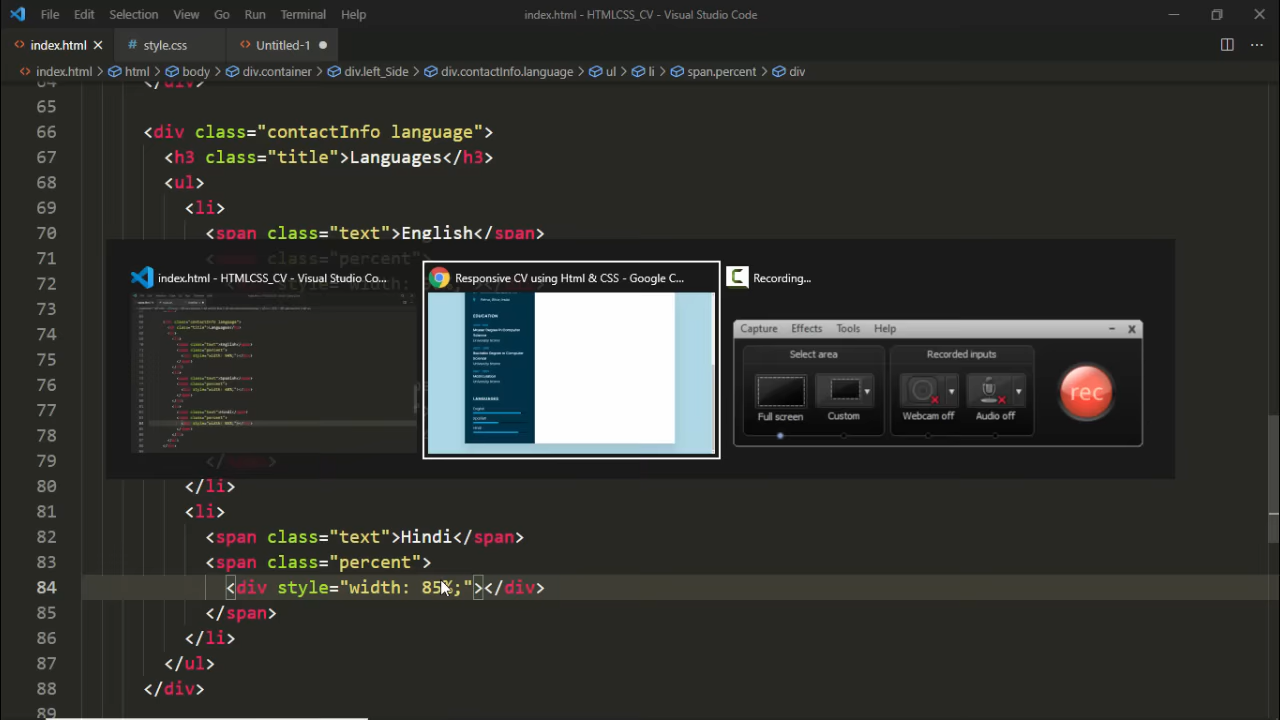 File Edit Selection View Go Run Terminal Help index.html - HTMLCSS_CV - Visual Studio Code
index.html style.css Untitled-1
index.html html body div.container div.left_Side div.contactInfo.language ul li span.percent div
</div>
65
66 <div class="contactInfo language">
67 <h3 class="title">Languages</h3>
68 <ul>
69 <li>
70 <span class="text">English</span>
71
72
73
74
75
76
77
78
79 </
80 </li>
81 <li>
82 <span class="text">Hindi</span>
83 <span class="percent">
84 <div style="width: 85%;"></div>
85 </span>
86 </li>
87 </ul>
88 </div>
89
index.html - HTMLCSS_CV - Visual Studio Co...
Responsive CV using Html & CSS - Google C...
EDUCATION
LANGUAGES
English
Recording...
Capture Effects Tools Help
Select area Recorded inputs
Full screen Custom Webcam off Audio off
rec